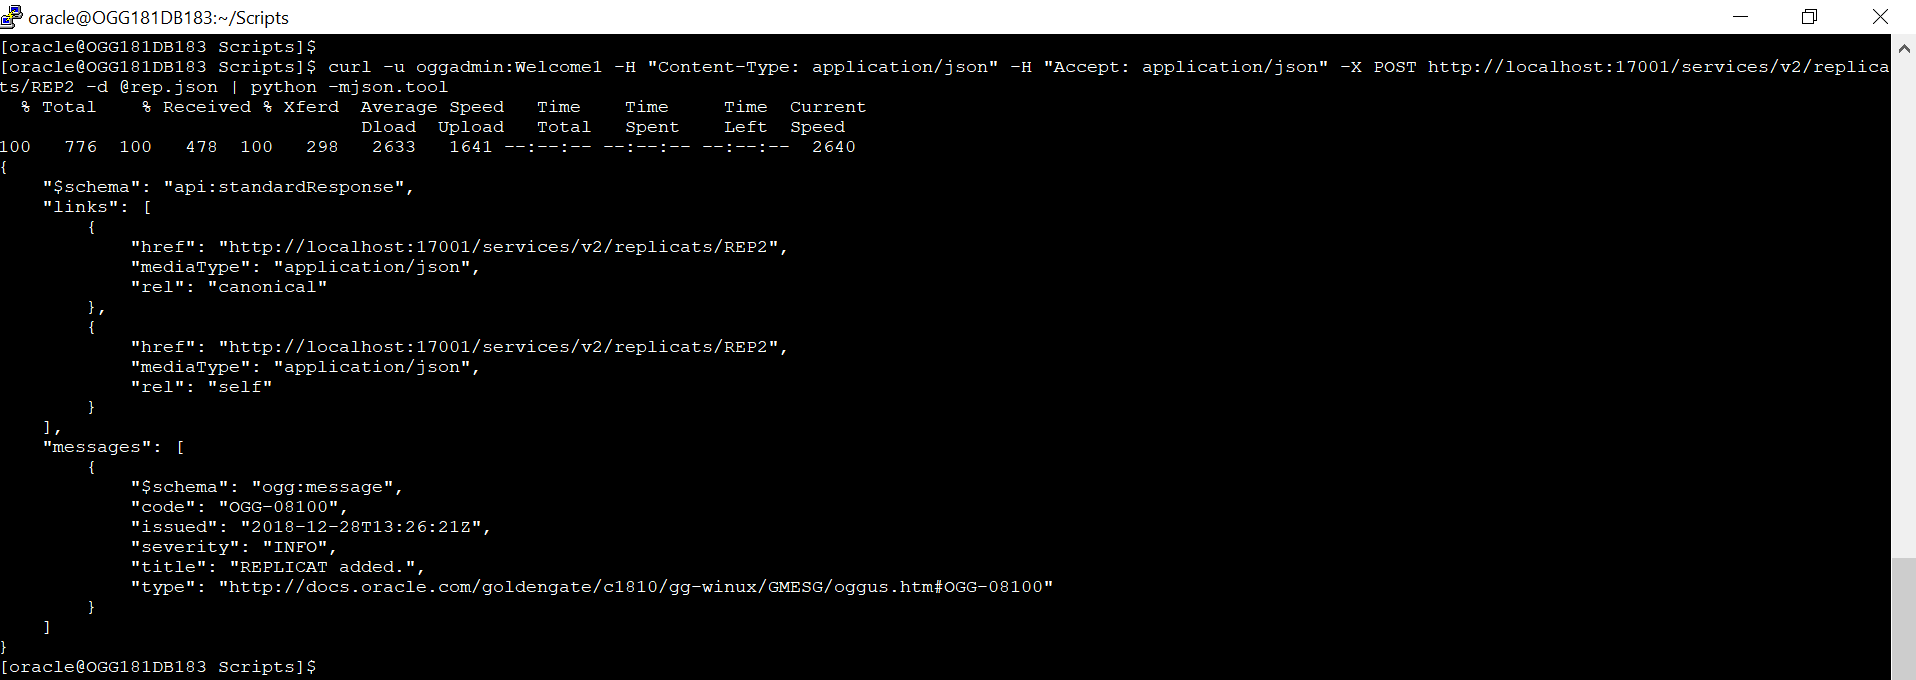 oracle@OGG181DB183:~/Scripts
[oracle@OGG181DB183 Scripts]$
[oracle@OGG181DB183 Scripts]$ curl -u oggadmin:Welcome1 -H "Content-Type: application/json" -H "Accept: application/json" -X POST http://localhost:17001/services/v2/replica
ts/REP2 -d @rep.json | python -mjson.tool
  % Total    % Received % Xferd  Average Speed   Time    Time     Time  Current
                                 Dload  Upload   Total   Spent    Left  Speed
100   776  100   478  100   298   2633   1641 --:--:-- --:--:-- --:--:--  2640
{
    "$schema": "api:standardResponse",
    "links": [
        {
            "href": "http://localhost:17001/services/v2/replicats/REP2",
            "mediaType": "application/json",
            "rel": "canonical"
        },
        {
            "href": "http://localhost:17001/services/v2/replicats/REP2",
            "mediaType": "application/json",
            "rel": "self"
        }
    ],
    "messages": [
        {
            "$schema": "ogg:message",
            "code": "OGG-08100",
            "issued": "2018-12-28T13:26:21Z",
            "severity": "INFO",
            "title": "REPLICAT added.",
            "type": "http://docs.oracle.com/goldengate/c1810/gg-winux/GMESG/oggus.htm#OGG-08100"
        }
    ]
}
[oracle@OGG181DB183 Scripts]$